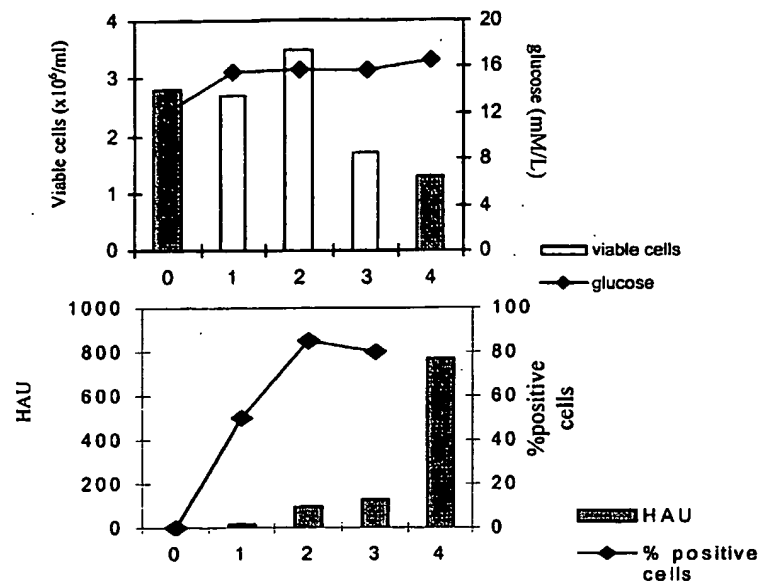 4
3
2
1
0
Viable cells (x10⁶/ml)
20
16
12
8
4
0
glucose (mM/L)
0 1 2 3 4
viable cells
glucose
1000
800
600
400
200
0
HAU
100
80
60
40
20
0
%positive
cells
0 1 2 3 4
HAU
% positive
cells